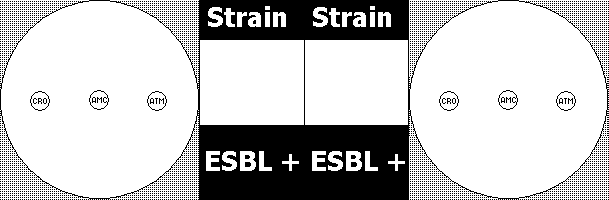 Strain Strain
CRO AMC ATM
CRO AMC ATM
ESBL + ESBL +